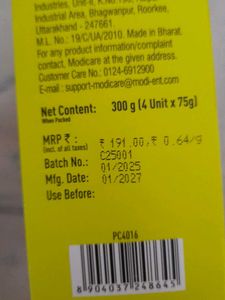 Industries, Unit-II,
Industrial Area, Bhagwanpur, Roorkee,
Uttarakhand - 247661.
M.L. No.: 19/C/UA/2010. Made in Bharat.
For any product information/complaint
contact, Modicare at the given address.
Customer Care No.: 0124-6912900
E-mail : support-modicare@modi-ent.com
Net Content: 300 g (4 Unit x 75g)
When Packed
MRP ₹ : ₹ 191.00, ₹ 0.64/g
(incl. of all taxes)
Batch No.: C25001
Mfg. Date: 01/2025
Use Before: 01/2027
PC4016
8904037248645